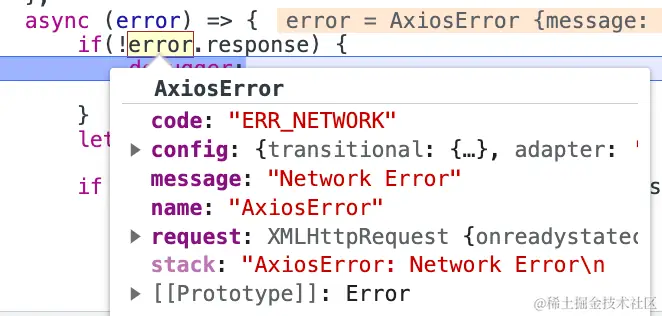 async (error) => { error = AxiosError {message:
if(!error.response) {
debugger;
AxiosError
code: "ERR_NETWORK"
}
▶ config: {transitional: {…}, adapter: '
let
message: "Network Error"
name: "AxiosError"
if
▶ request: XMLHttpRequest {onreadystatec
stack: "AxiosError: Network Error\n
▶ [[Prototype]]: Error
@稀土掘金技术社区